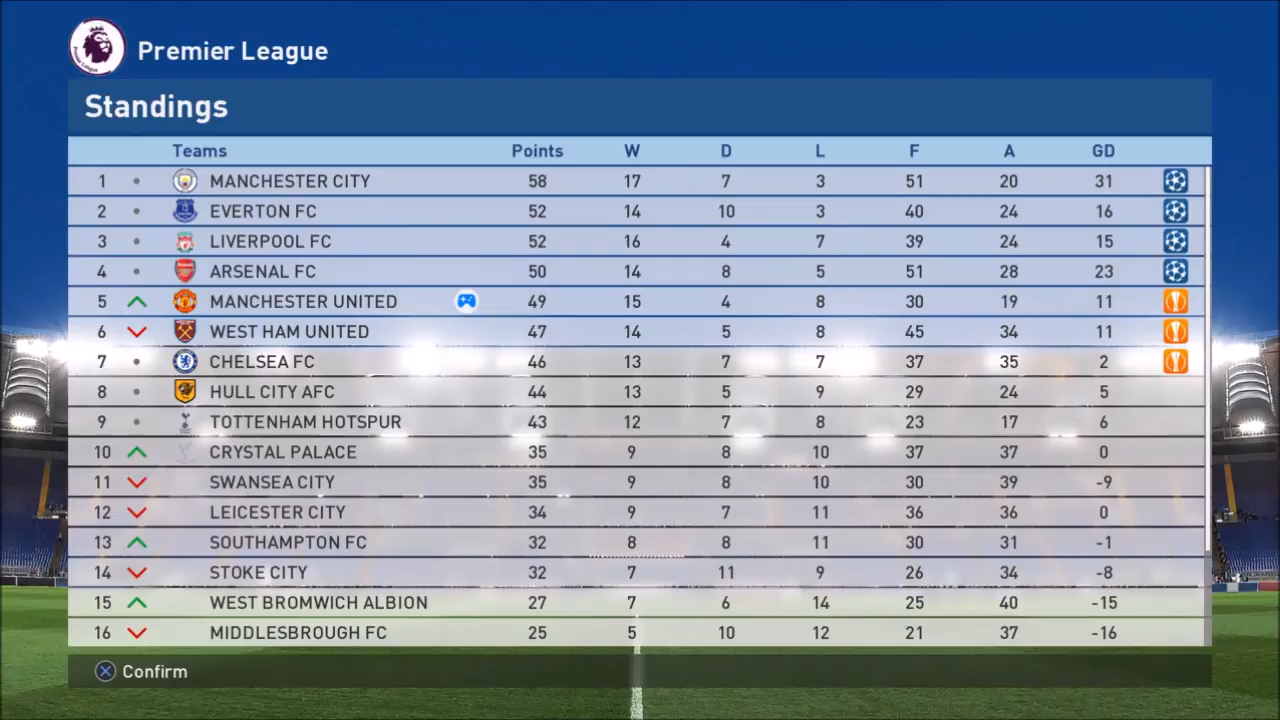 Premier League
Standings
Teams Points W D L F A GD
1 MANCHESTER CITY 58 17 7 3 51 20 31
2 EVERTON FC 52 14 10 3 40 24 16
3 LIVERPOOL FC 52 16 4 7 39 24 15
4 ARSENAL FC 50 14 8 5 51 28 23
5 MANCHESTER UNITED 49 15 4 8 30 19 11
6 WEST HAM UNITED 47 14 5 8 45 34 11
7 CHELSEA FC 46 13 7 7 37 35 2
8 HULL CITY AFC 44 13 5 9 29 24 5
9 TOTTENHAM HOTSPUR 43 12 7 8 23 17 6
10 CRYSTAL PALACE 35 9 8 10 37 37 0
11 SWANSEA CITY 35 9 8 10 30 39 -9
12 LEICESTER CITY 34 9 7 11 36 36 0
13 SOUTHAMPTON FC 32 8 8 11 30 31 -1
14 STOKE CITY 32 7 11 9 26 34 -8
15 WEST BROMWICH ALBION 27 7 6 14 25 40 -15
16 MIDDLESBROUGH FC 25 5 10 12 21 37 -16
Confirm